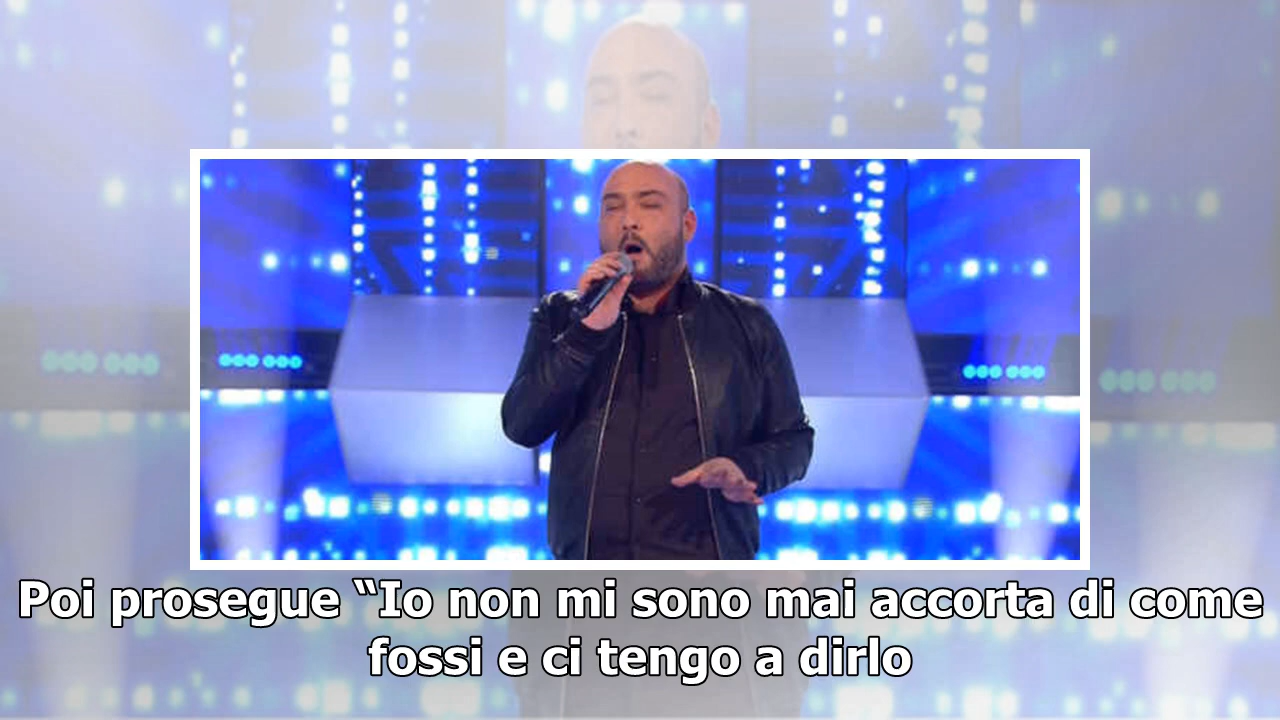 Poi prosegue “Io non mi sono mai accorta di come
fossi e ci tengo a dirlo